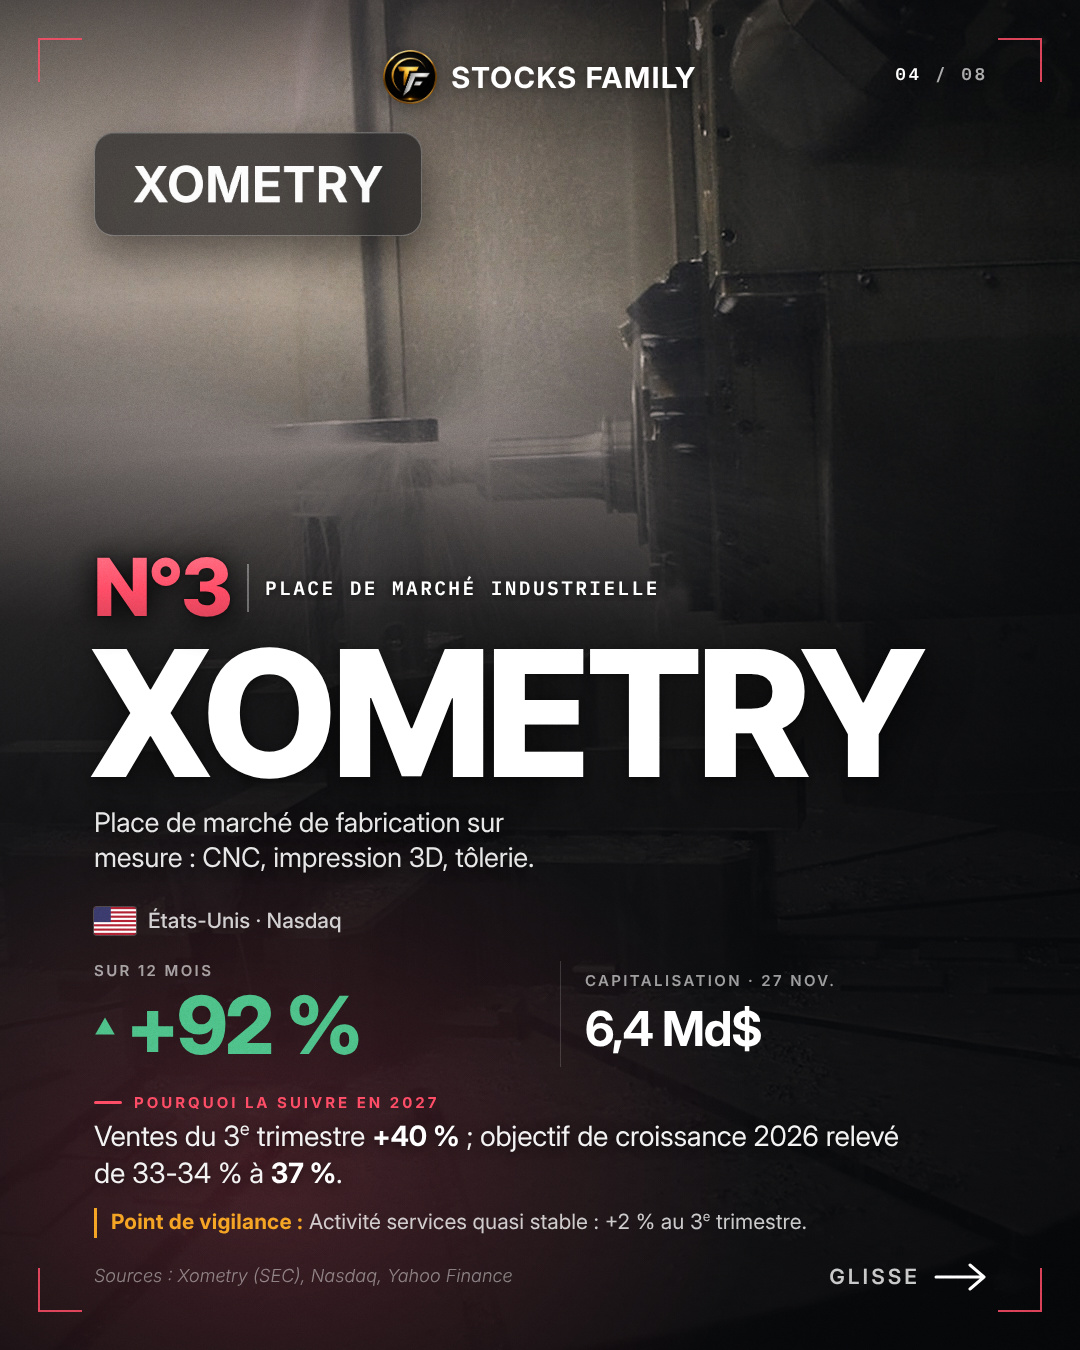 TF STOCKS FAMILY
04 / 08
XOMETRY
N°3
PLACE DE MARCHÉ INDUSTRIELLE
XOMETRY
Place de marché de fabrication sur
mesure : CNC, impression 3D, tôlerie.
États-Unis · Nasdaq
SUR 12 MOIS
▲ +92 %
CAPITALISATION · 27 NOV.
6,4 Md$
POURQUOI LA SUIVRE EN 2027
Ventes du 3e trimestre +40 % ; objectif de croissance 2026 relevé
de 33-34 % à 37 %.
Point de vigilance : Activité services quasi stable : +2 % au 3e trimestre.
Sources : Xometry (SEC), Nasdaq, Yahoo Finance
GLISSE →